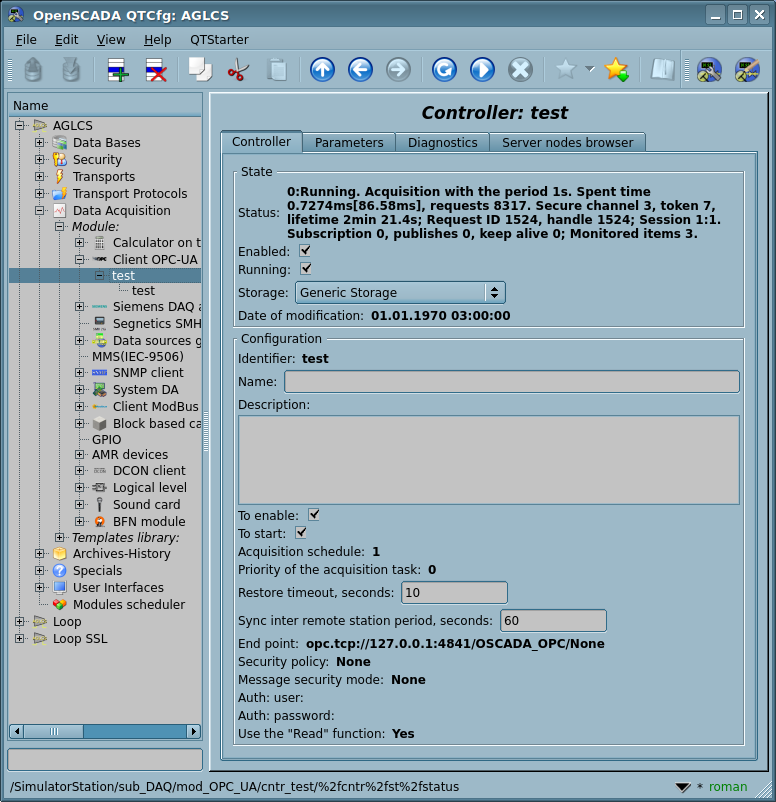 OpenSCADA QTCfg: AGLCS
File Edit View Help QTStarter
Name
AGLCS
Data Bases
Security
Transports
Transport Protocols
Data Acquisition
Module:
Calculator on t
Client OPC-UA
test
test
Siemens DAQ a
Segnetics SMH
Data sources g
MMS(IEC-9506)
SNMP client
System DA
Client ModBus
Block based ca
GPIO
AMR devices
DCON client
Logical level
Sound card
BFN module
Templates library:
Archives-History
Specials
User Interfaces
Modules scheduler
Loop
Loop SSL
Controller: test
Controller Parameters Diagnostics Server nodes browser
State
Status: 0:Running. Acquisition with the period 1s. Spent time
0.7274ms[86.58ms], requests 8317. Secure channel 3, token 7,
lifetime 2min 21.4s; Request ID 1524, handle 1524; Session 1:1.
Subscription 0, publishes 0, keep alive 0; Monitored items 3.
Enabled:
Running:
Storage: Generic Storage
Date of modification: 01.01.1970 03:00:00
Configuration
Identifier: test
Name:
Description:
To enable:
To start:
Acquisition schedule: 1
Priority of the acquisition task: 0
Restore timeout, seconds: 10
Sync inter remote station period, seconds: 60
End point: opc.tcp://127.0.0.1:4841/OSCADA_OPC/None
Security policy: None
Message security mode: None
Auth: user:
Auth: password:
Use the "Read" function: Yes
/SimulatorStation/sub_DAQ/mod_OPC_UA/cntr_test/%2fcntr%2fst%2fstatus
* roman